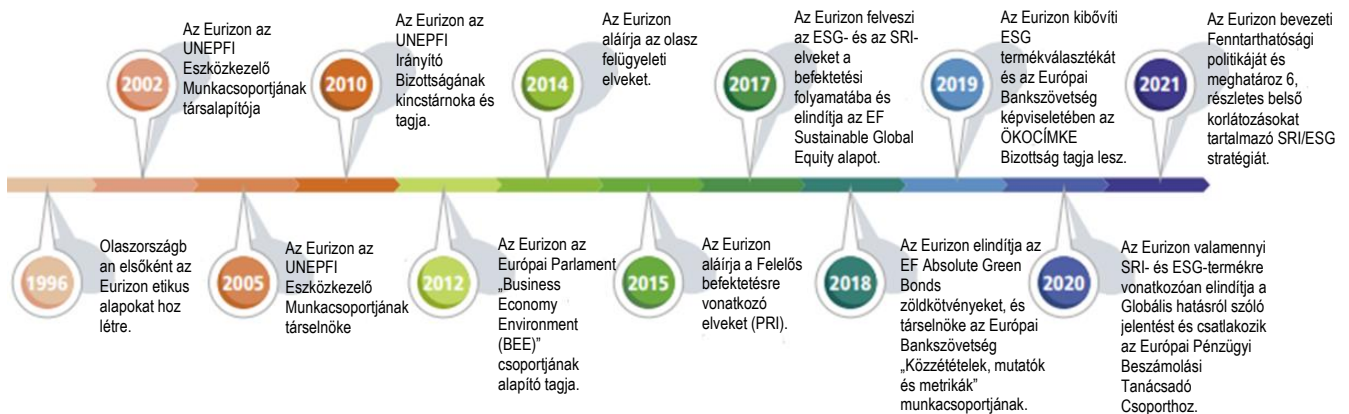 2002
Az Eurizon az
UNEPFI
Eszközkezelő
Munkacsoportjának
társalapítója
2010
Az Eurizon az
UNEPFI
Irányító
Bizottságának
kincstárnoka és
tagja.
2014
Az Eurizon
aláírja az olasz
felügyeleti
elveket.
2017
Az Eurizon felveszi
az ESG- és az SRI-
elveket a
befektetési
folyamatába és
elindítja az EF
Sustainable Global
Equity alapot.
2019
Az Eurizon kibővíti
ESG
termékválasztékát
és az Európai
Bankszövetség
képviseletében az
ÖKOCÍMKE
Bizottság tagja lesz.
2021
Az Eurizon bevezeti
Fenntarthatósági
politikáját és
meghatároz 6,
részletes belső
korlátozásokat
tartalmazó SRI/ESG
stratégiát.
1996
Olaszországb
an elsőként az
Eurizon etikus
alapokat hoz
létre.
2005
Az Eurizon az
UNEPFI
Eszközkezelő
Munkacsoportjának
társelnöke
2012
Az Eurizon az
Európai Parlament
„Business
Economy
Environment
(BEE)”
csoportjának
alapító tagja.
2015
Az Eurizon
aláírja a Felelős
befektetésre
vonatkozó
elveket (PRI).
2018
Az Eurizon elindítja az
EF Absolute Green
Bonds
zöldkötvényeket, és
társelnöke az Európai
Bankszövetség
„Közzétételek, mutatók
és metrikák”
munkacsoportjának.
2020
Az Eurizon valamennyi
SRI- és ESG-termékre
vonatkozóan elindítja a
Globális hatásról szóló
jelentést és csatlakozik
az Európai Pénzügyi
Beszámolási
Tanácsadó
Csoporthoz.